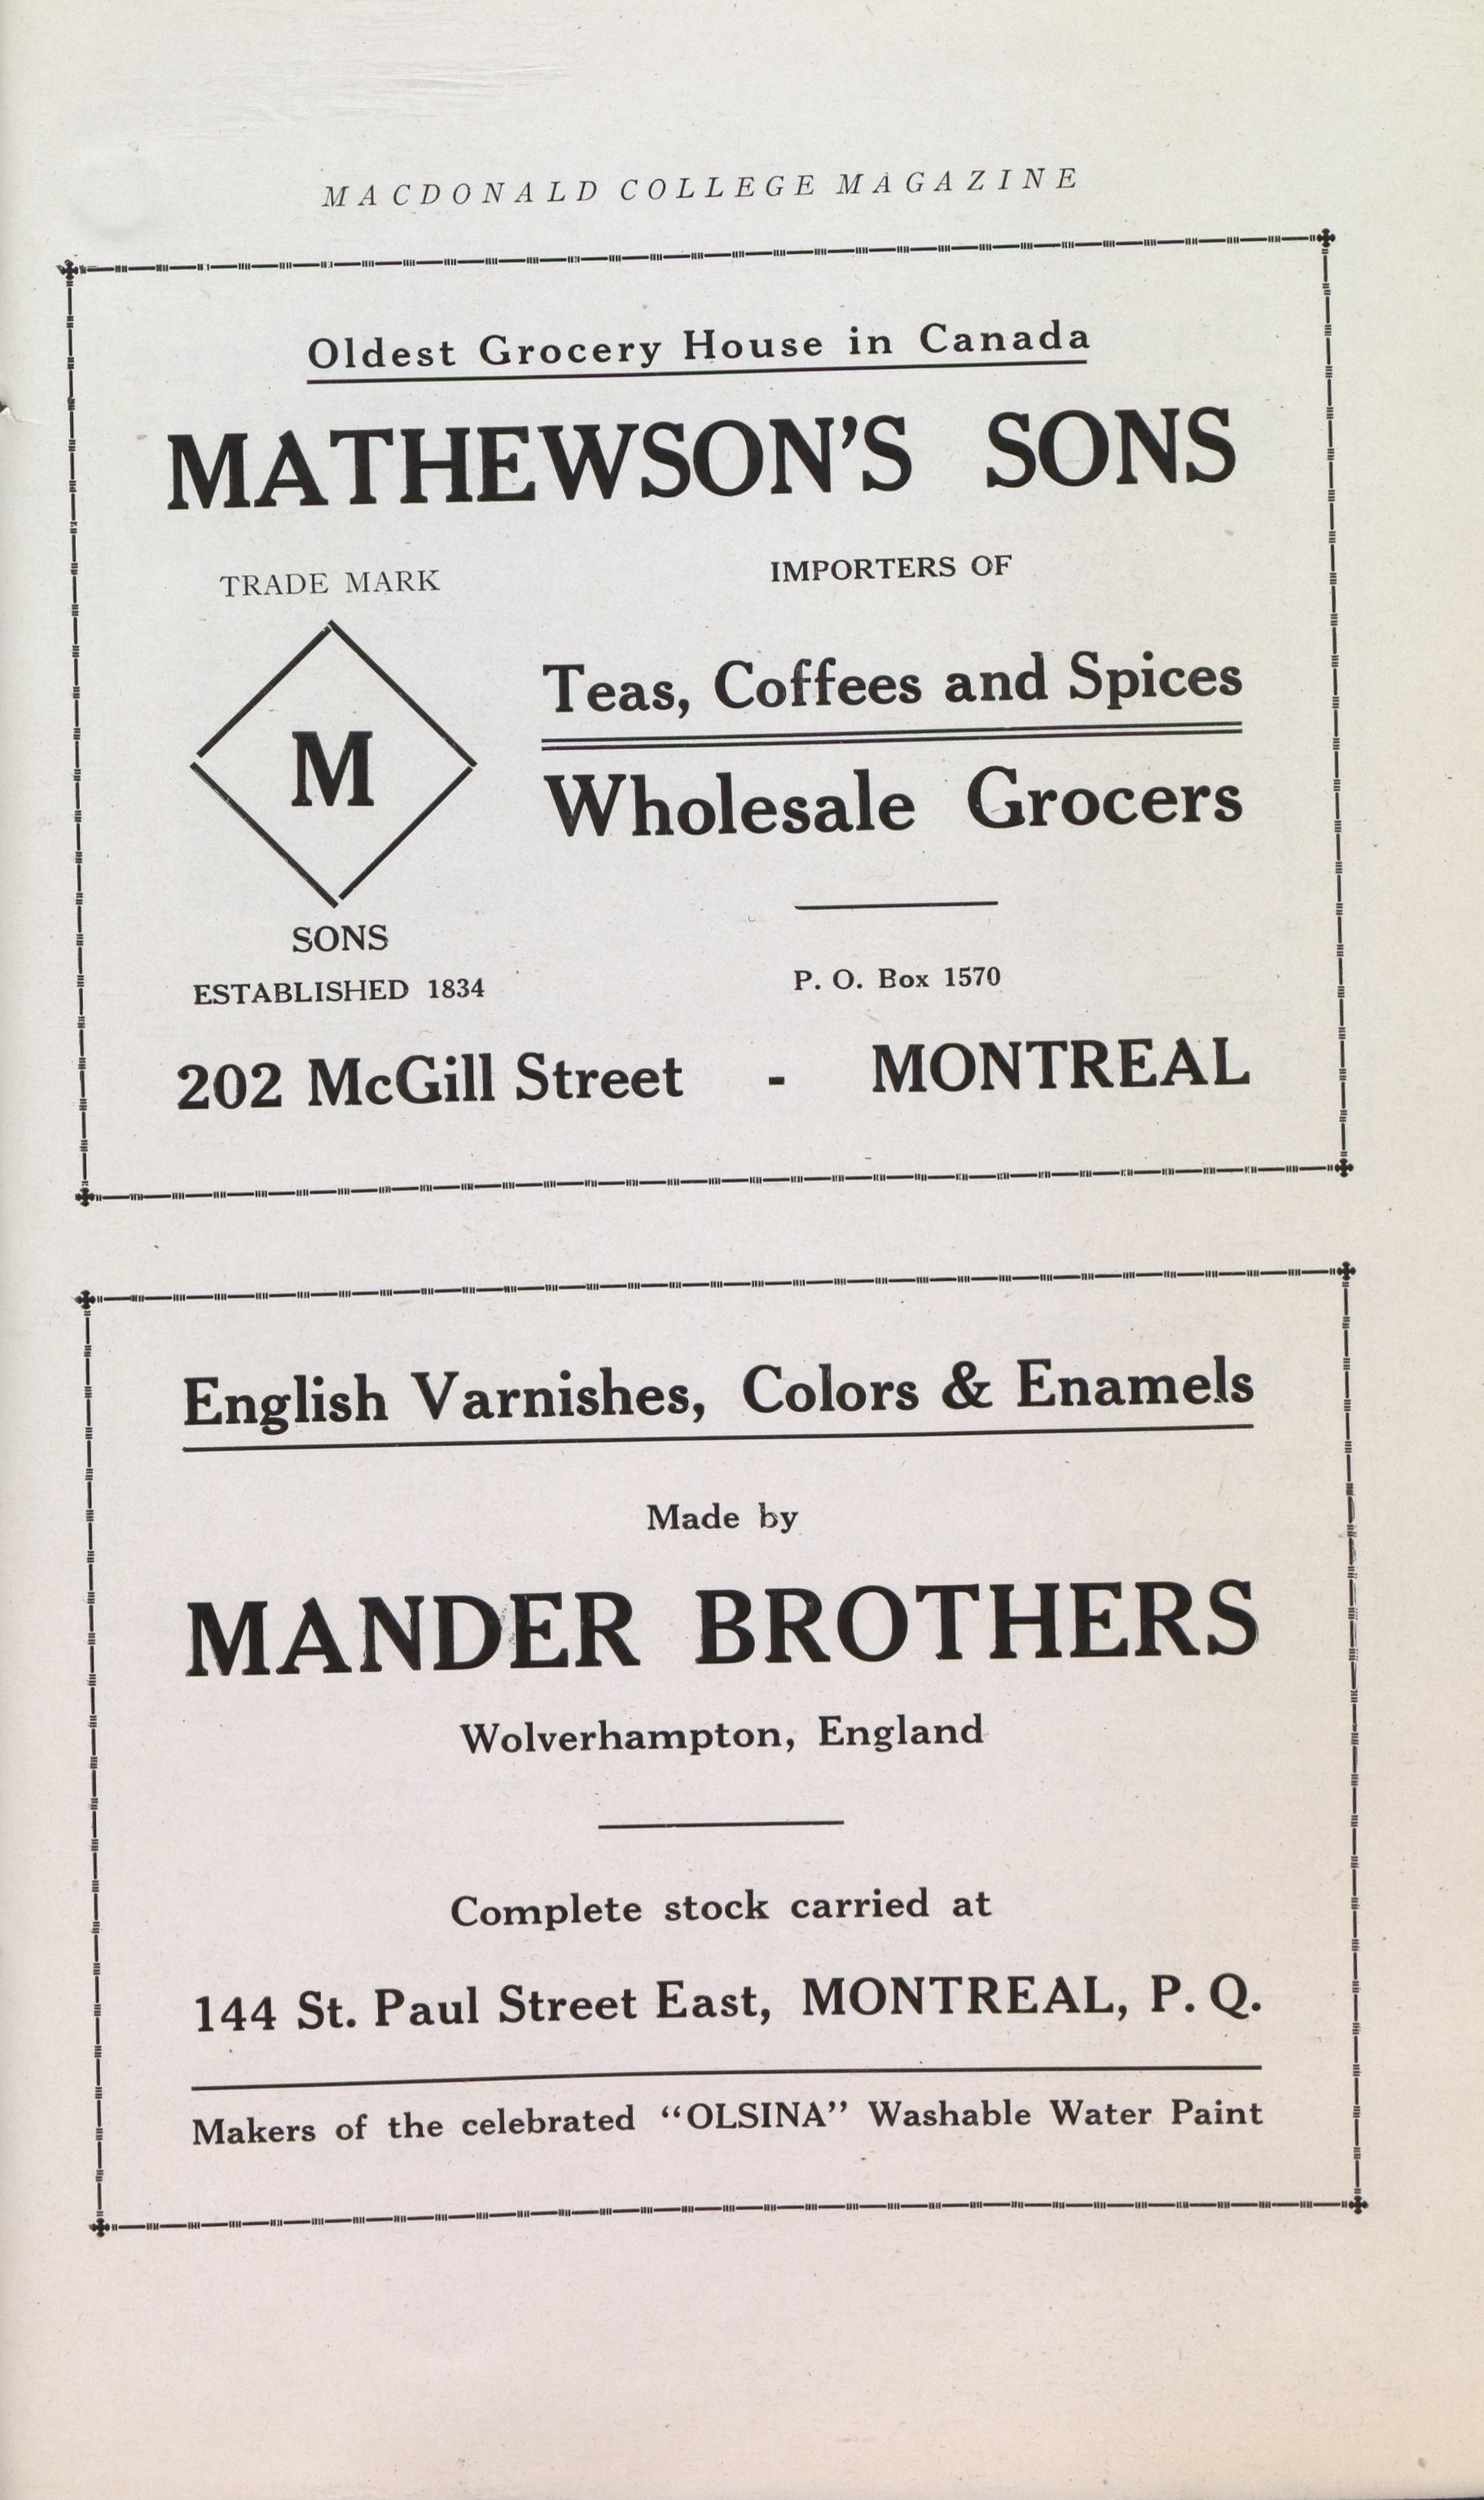 MACDONALD COLLEGE MAGAZINE
Oldest Grocery House in Canada
MATHEWSON'S SONS
TRADE MARK
M
SONS
ESTABLISHED 1834
IMPORTERS OF
Teas, Coffees and Spices
Wholesale Grocers
P. O. Box 1570
202 McGill Street - MONTREAL
English Varnishes, Colors & Enamels
Made by
MANDER BROTHERS
Wolverhampton, England
Complete stock carried at
144 St. Paul Street East, MONTREAL, P. Q.
Makers of the celebrated “OLSINA” Washable Water Paint